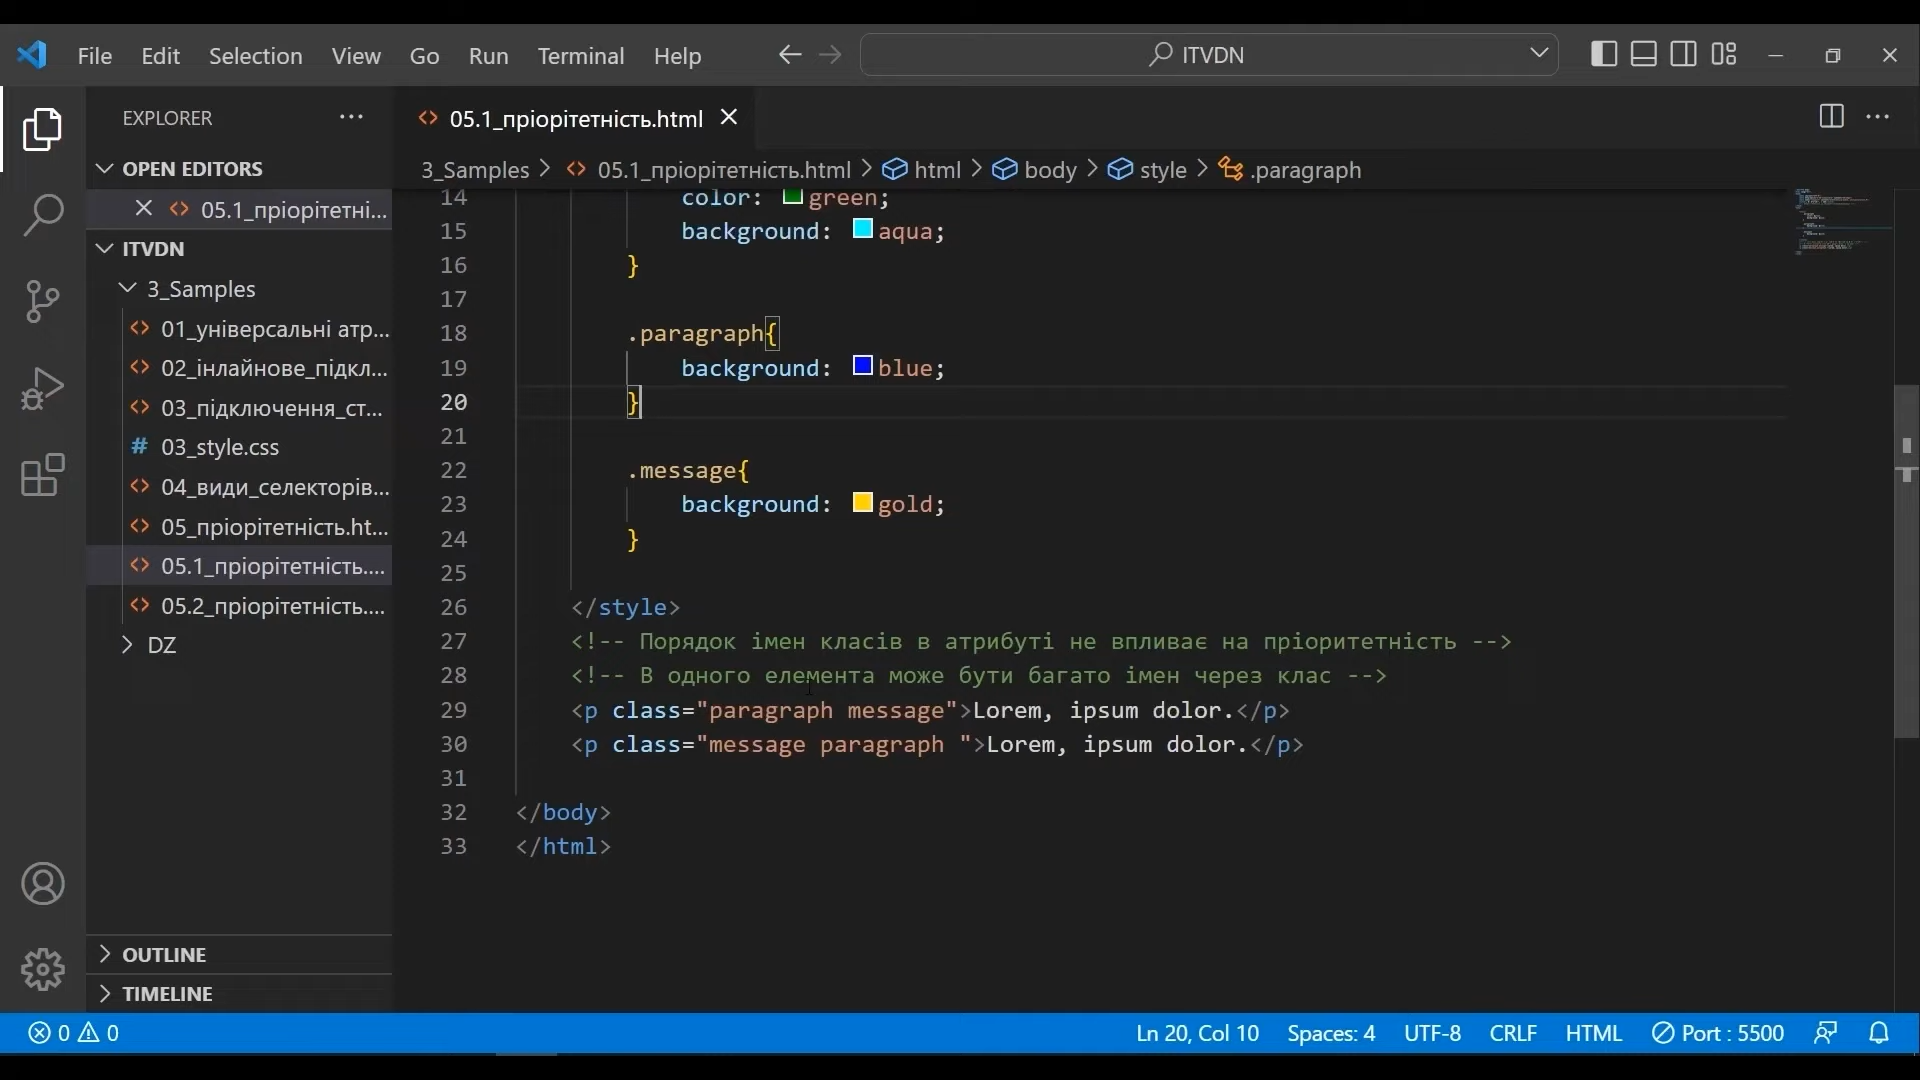 File Edit Selection View Go Run Terminal Help ITVDN
EXPLORER ··· 05.1_пріорітетність.html
OPEN EDITORS 3_Samples > 05.1_пріорітетність.html > html > body > style > .paragraph
05.1_пріорітетні...
ITVDN
3_Samples
01_універсальні атр...
02_інлайнове_підкл...
03_підключення_ст...
03_style.css
04_види_селекторів...
05_пріорітетність.ht...
05.1_пріорітетність....
05.2_пріорітетність....
DZ
OUTLINE
TIMELINE
14 color: green;
15 background: aqua;
16 }
17
18 .paragraph{
19 background: blue;
20 }
21
22 .message{
23 background: gold;
24 }
25
26 </style>
27 <!-- Порядок імен класів в атрибуті не впливає на пріоритетність -->
28 <!-- В одного елемента може бути багато імен через клас -->
29 <p class="paragraph message">Lorem, ipsum dolor.</p>
30 <p class="message paragraph ">Lorem, ipsum dolor.</p>
31
32 </body>
33 </html>
0 0 Ln 20, Col 10 Spaces: 4 UTF-8 CRLF HTML Port : 5500